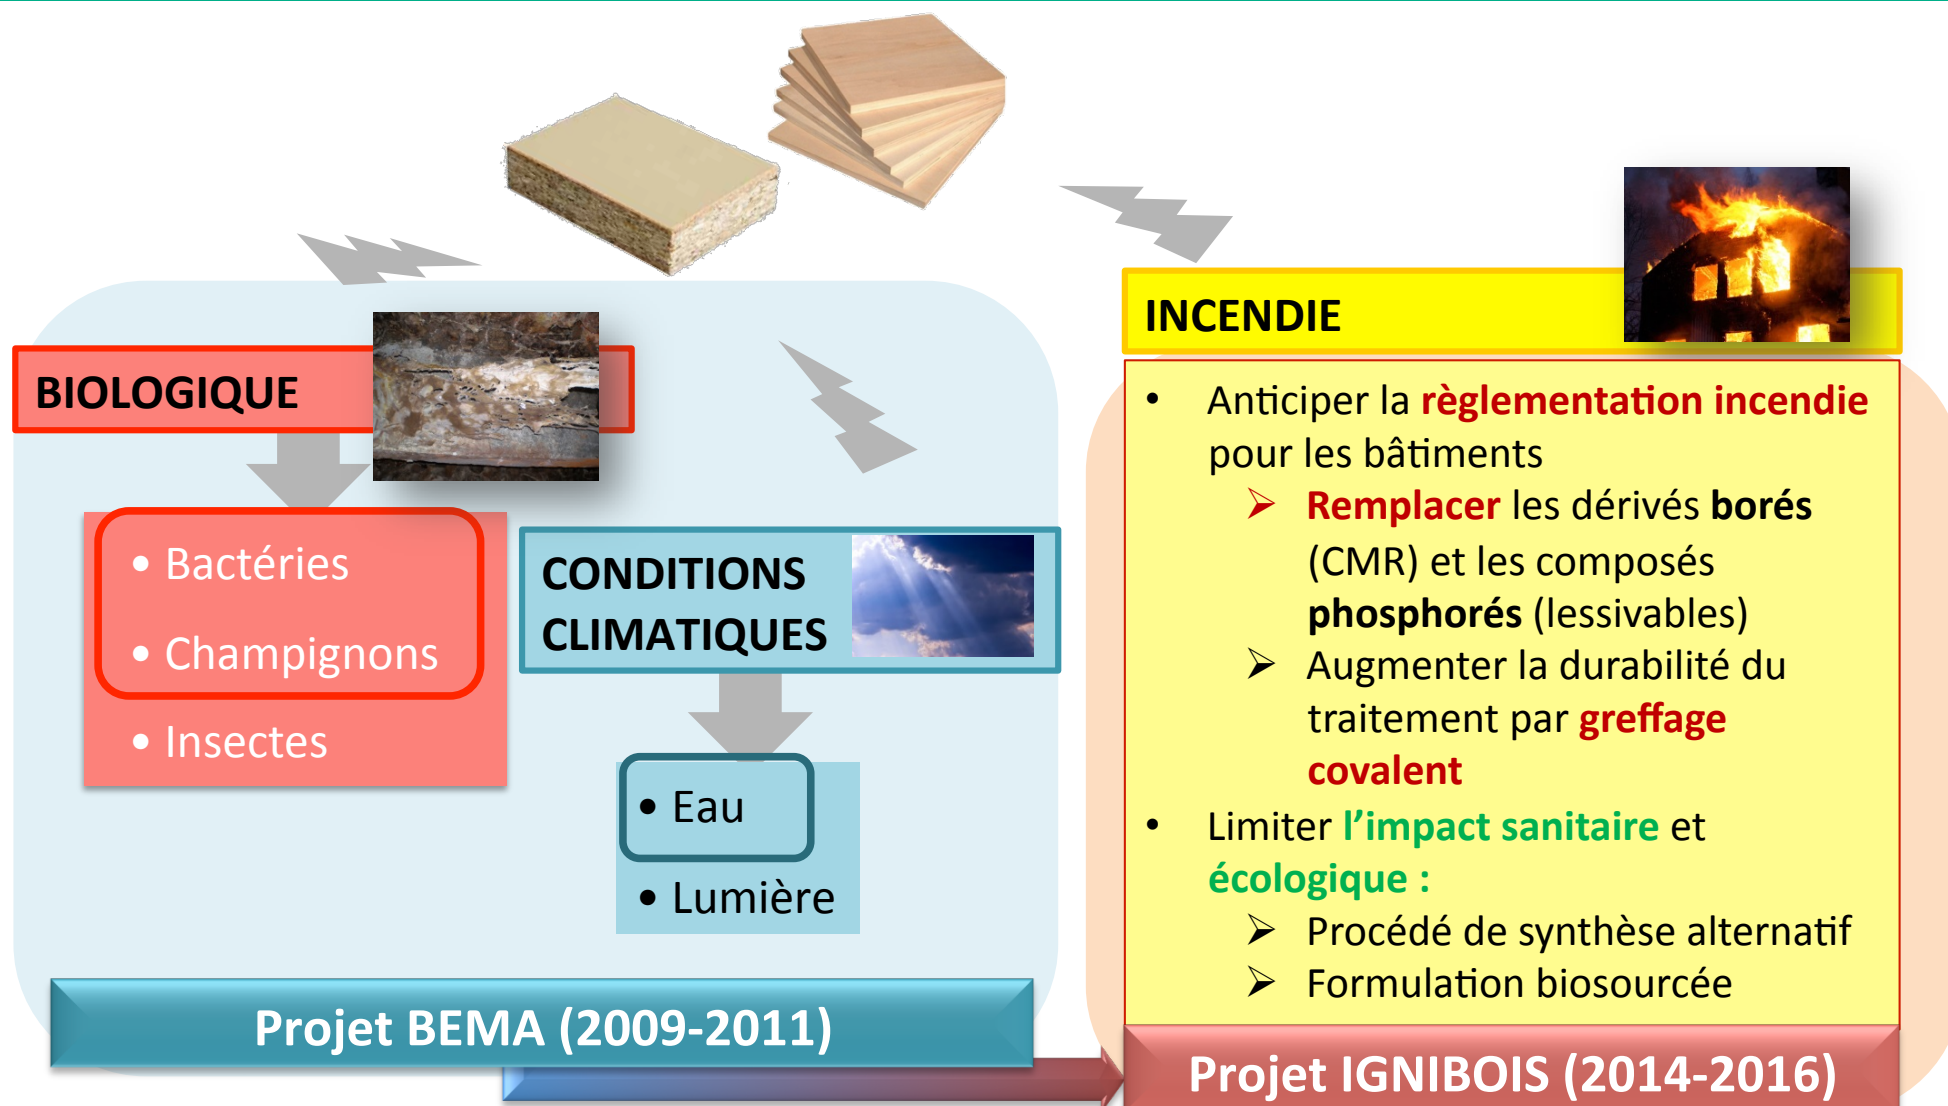 BIOLOGIQUE
• Bactéries
• Champignons
• Insectes
CONDITIONS
CLIMATIQUES
• Eau
• Lumière
Projet BEMA (2009-2011)
INCENDIE
• Anticiper la règlementation incendie
pour les bâtiments
➢ Remplacer les dérivés borés
(CMR) et les composés
phosphorés (lessivables)
➢ Augmenter la durabilité du
traitement par greffage
covalent
• Limiter l’impact sanitaire et
écologique :
➢ Procédé de synthèse alternatif
➢ Formulation biosourcée
Projet IGNIBOIS (2014-2016)